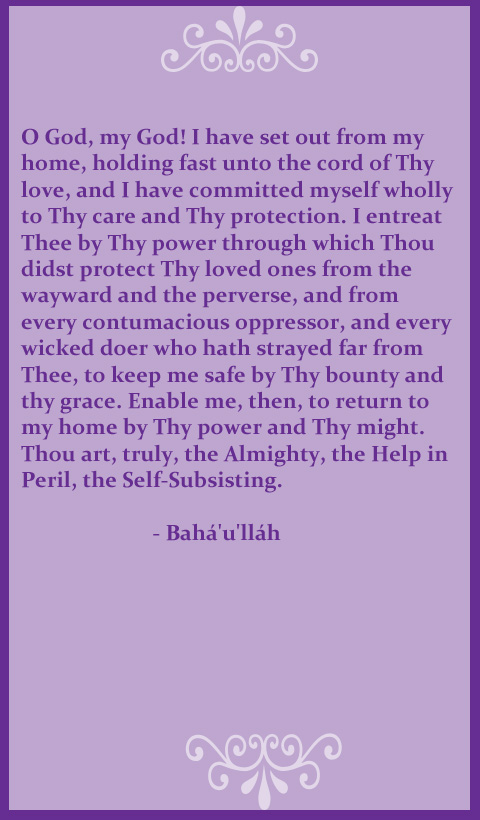 O God, my God! I have set out from my
home, holding fast unto the cord of Thy
love, and I have committed myself wholly
to Thy care and Thy protection. I entreat
Thee by Thy power through which Thou
didst protect Thy loved ones from the
wayward and the perverse, and from
every contumacious oppressor, and every
wicked doer who hath strayed far from
Thee, to keep me safe by Thy bounty and
thy grace. Enable me, then, to return to
my home by Thy power and Thy might.
Thou art, truly, the Almighty, the Help in
Peril, the Self-Subsisting.
- Bahá'u'lláh